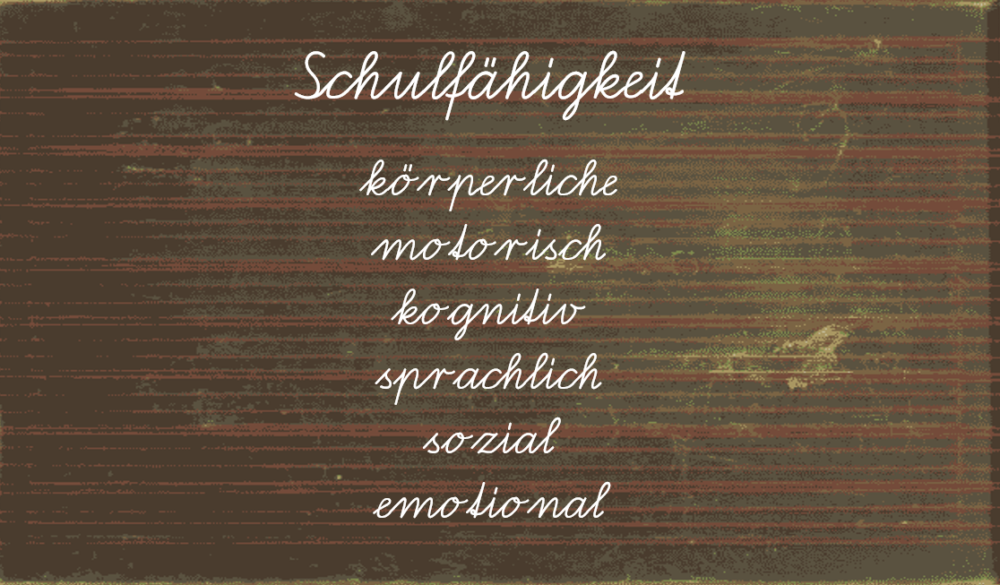 Schulfähigkeit
körperliche
motorisch
kognitiv
sprachlich
sozial
emotional